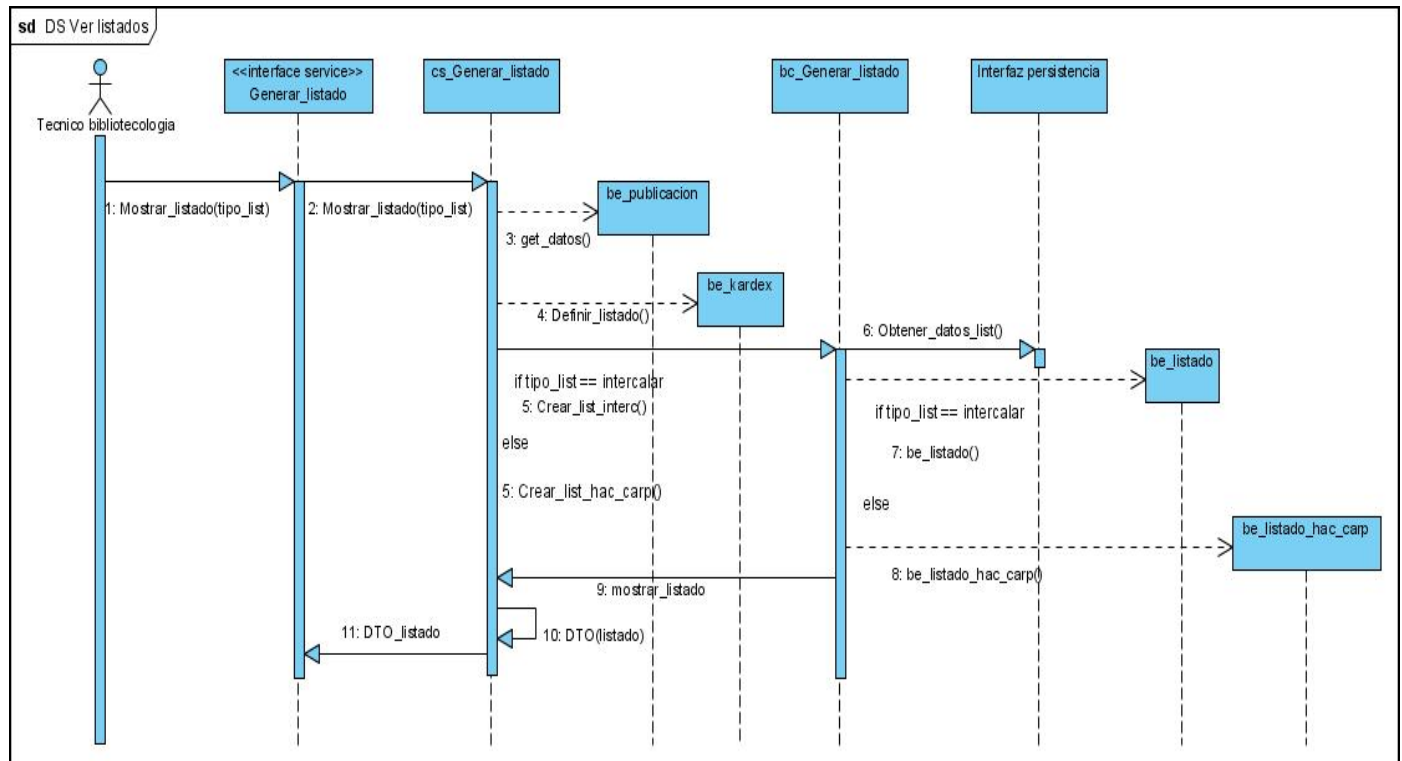 sd DS Ver listados
<<interface service>>
Generar_listado
cs_Generar_listado
bc_Generar_listado
Interfaz persistencia
Tecnico bibliotecologia
1: Mostrar_listado(tipo_list)
2: Mostrar_listado(tipo_list)
be_publicacion
3: get_datos()
be_kardex
4: Definir_listado()
6: Obtener_datos_list()
be_listado
if tipo_list == intercalar
5: Crear_list_interc()
else
5: Crear_list_hac_carp()
if tipo_list == intercalar
7: be_listado()
else
be_listado_hac_carp
8: be_listado_hac_carp()
9: mostrar_listado
10: DTO(listado)
11: DTO_listado